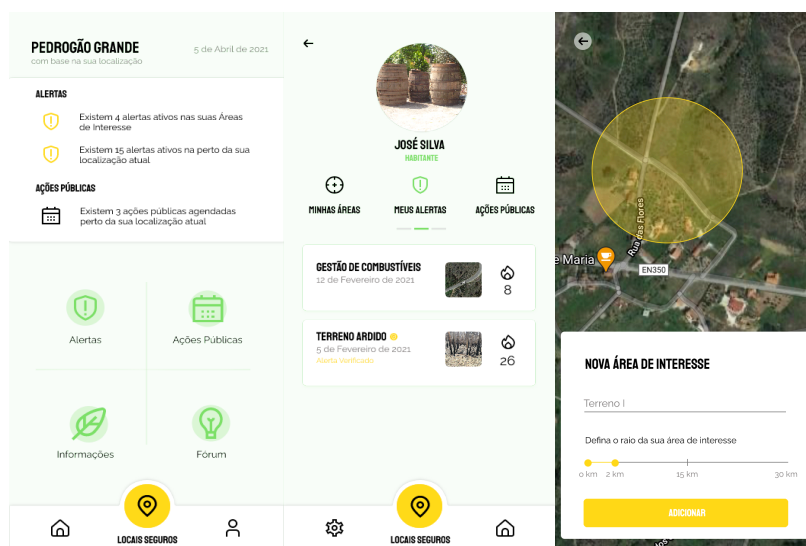 PEDROGÃO GRANDE
5 de Abril de 2021
com base na sua localização
ALERTAS
Existem 4 alertas ativos nas suas Áreas
de Interesse
Existem 15 alertas ativos na perto da sua
localização atual
AÇÕES PÚBLICAS
Existem 3 ações públicas agendadas
perto da sua localização atual
Alertas
Ações Públicas
Informações
Fórum
LOCAIS SEGUROS
JOSÉ SILVA
HABITANTE
MINHAS ÁREAS
MEUS ALERTAS
AÇÕES PÚBLICAS
GESTÃO DE COMBUSTÍVEIS
12 de Fevereiro de 2021
8
TERRENO ARDIDO
5 de Fevereiro de 2021
Alerta Verificado
26
LOCAIS SEGUROS
Rua das Flores
e Maria
EN350
NOVA ÁREA DE INTERESSE
Terreno I
Defina o raio da sua área de interesse
0 km 2 km 15 km 30 km
ADICIONAR